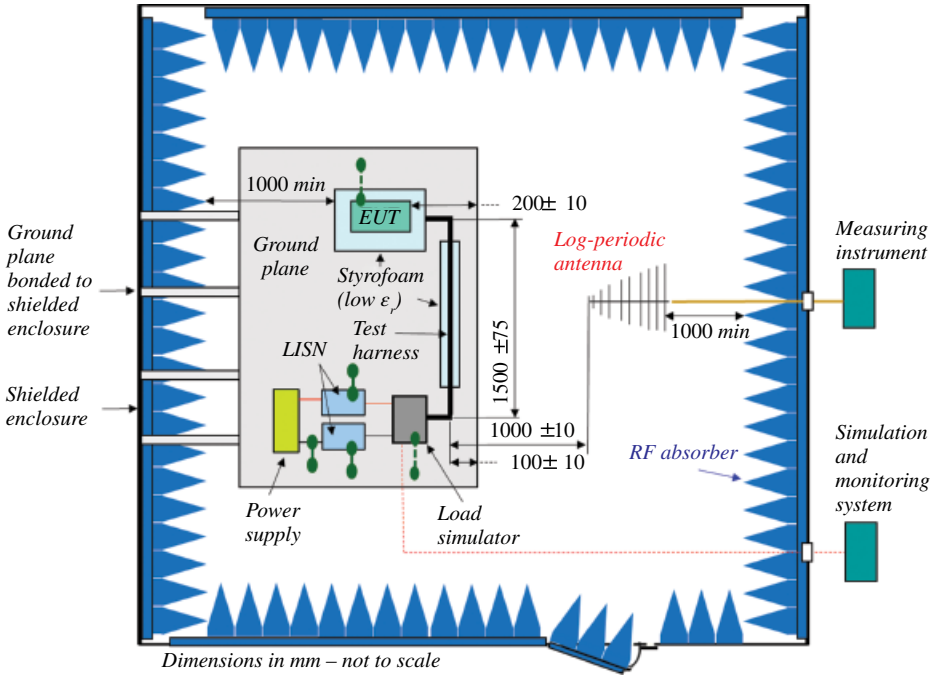 1000 min
EUT
200± 10
Ground
plane
Styrofoam
(low εr)
Test
harness
LISN
Log-periodic
antenna
1000 min
1500 ±75
1000 ±10
100± 10
Ground
plane
bonded to
shielded
enclosure
Shielded
enclosure
Measuring
instrument
RF absorber
Simulation
and
monitoring
system
Power
supply
Load
simulator
Dimensions in mm – not to scale